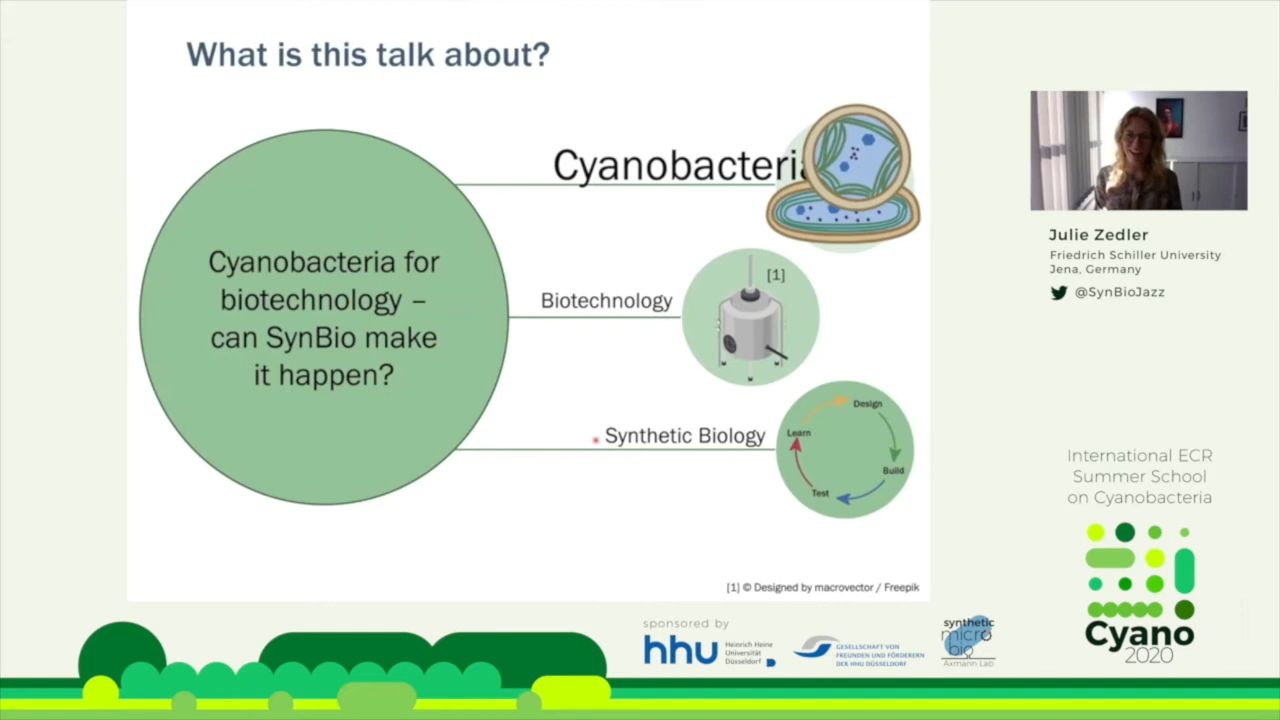 What is this talk about?
Cyanobacteria for
biotechnology –
can SynBio make
it happen?
Cyanobacteria
Biotechnology
[1]
Synthetic Biology
Design
Build
Test
Learn
[1] © Designed by macrovector / Freepik
Julie Zedler
Friedrich Schiller University
Jena, Germany
@SynBioJazz
International ECR
Summer School
on Cyanobacteria
Cyano
2020
sponsored by
hhu
Heinrich Heine
Universität
Düsseldorf
GESELLSCHAFT VON
FREUNDEN UND FÖRDERERN
DER HHU DÜSSELDORF
synthetic
micro
bio
Axmann Lab